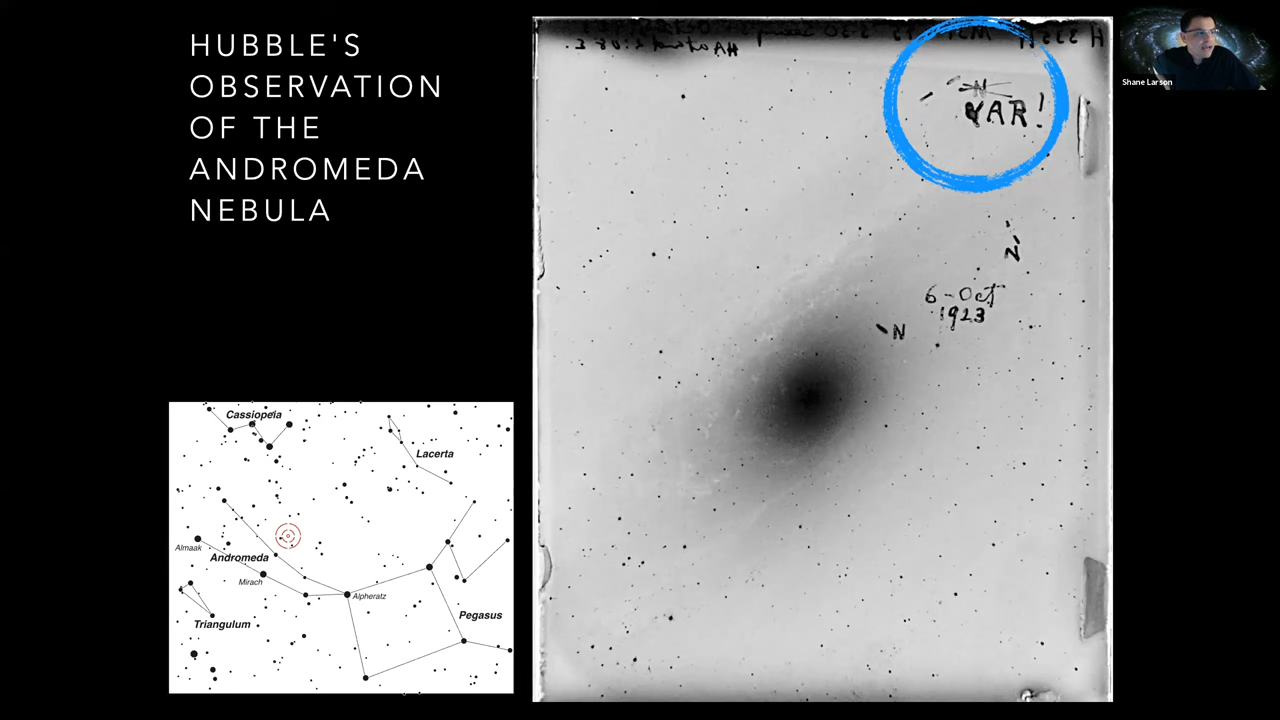 HUBBLE'S
OBSERVATION
OF THE
ANDROMEDA
NEBULA
N
VAR!
N
6-Oct
1923
N
Shane Larson
Cassiopeia
Lacerta
Almaak
Andromeda
Mirach
Alpheratz
Triangulum
Pegasus